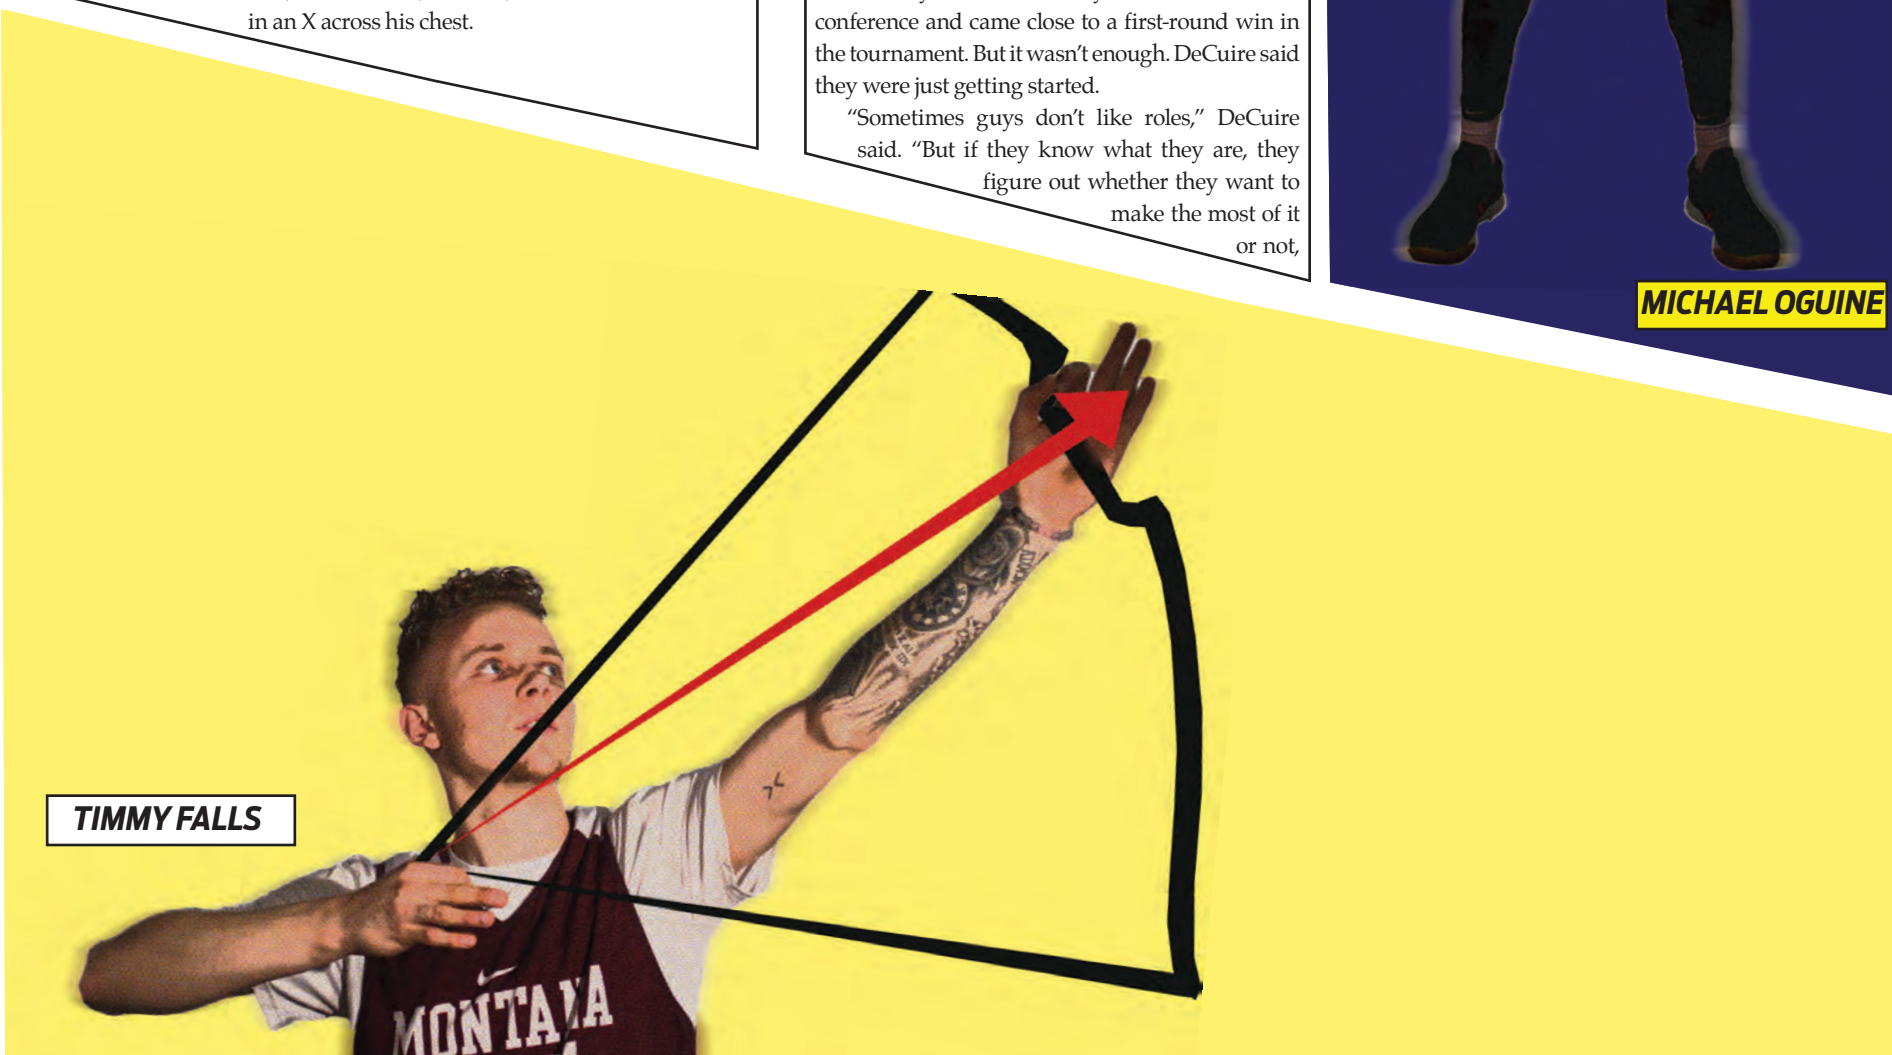 in an X across his chest.
conference and came close to a first-round win in
the tournament. But it wasn't enough. DeCuire said
they were just getting started.
“Sometimes guys don't like roles,” DeCuire
said. “But if they know what they are, they
figure out whether they want to
make the most of it
or not,
MICHAEL OGUINE
TIMMY FALLS
MONTANA